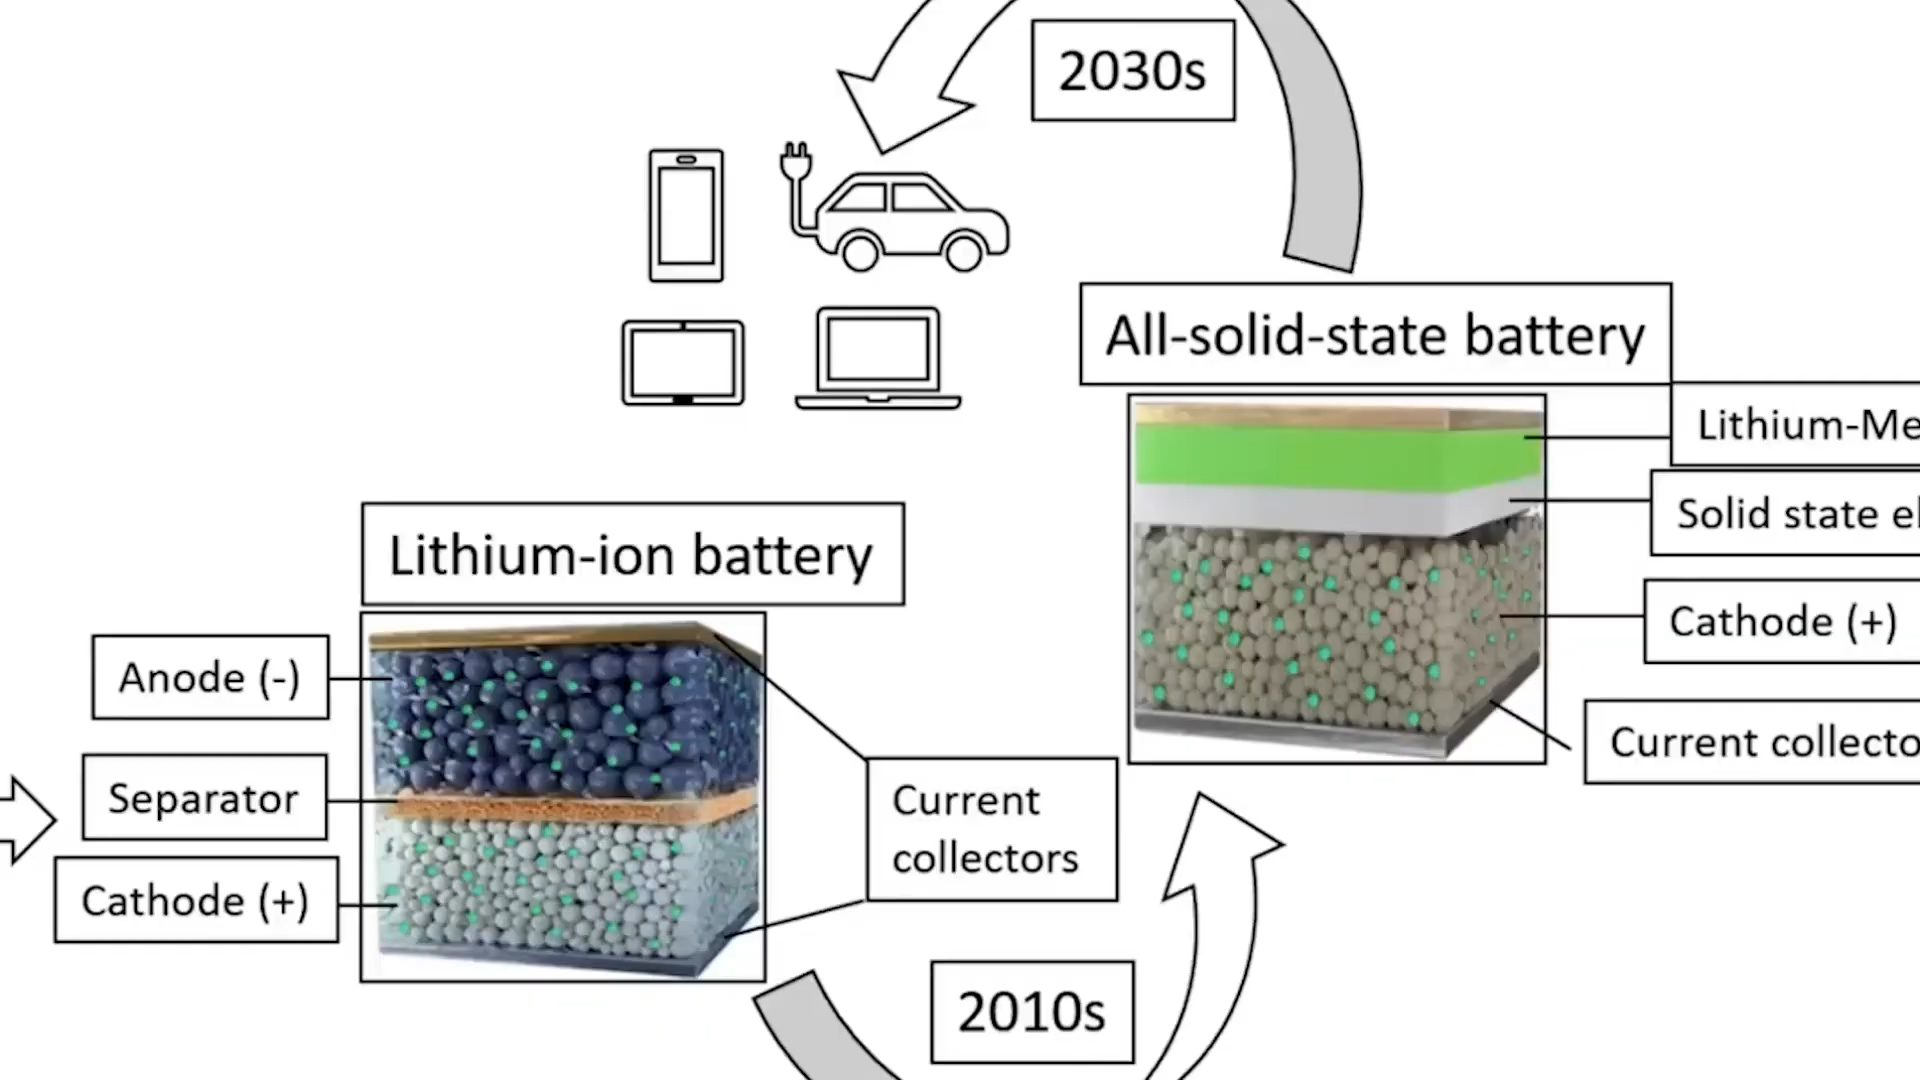 2030s
All-solid-state battery
Lithium-Me
Solid state el
Cathode (+)
Current collecto
Lithium-ion battery
Anode (-)
Separator
Cathode (+)
Current
collectors
2010s